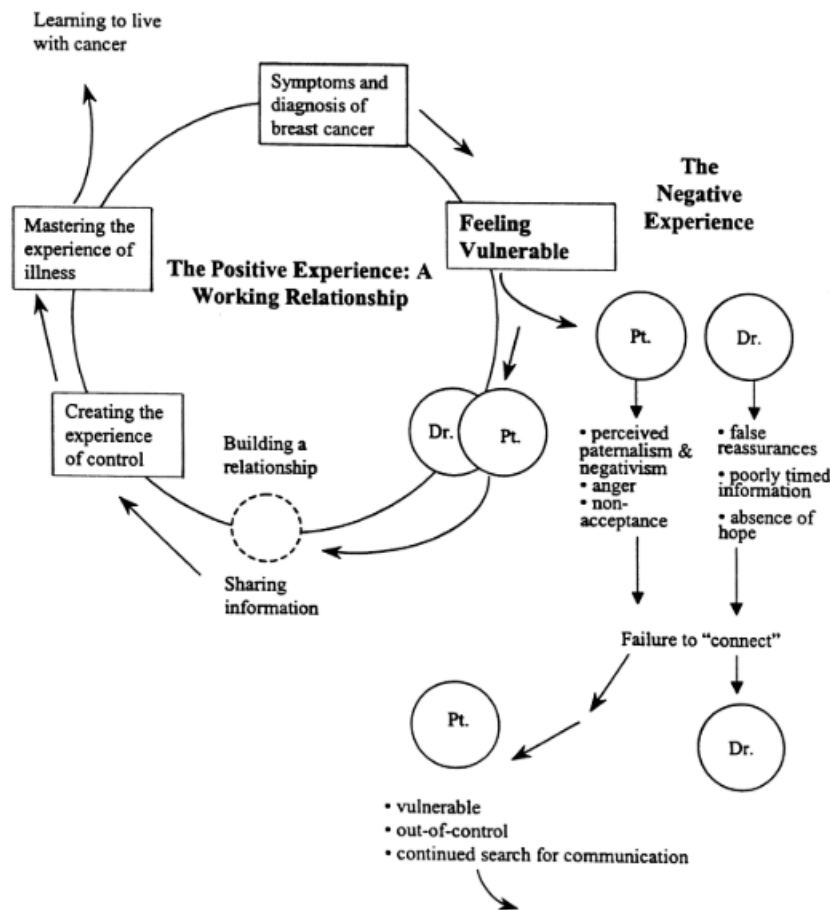 Learning to live
with cancer
Symptoms and
diagnosis of
breast cancer
The
Negative
Experience
Feeling
Vulnerable
Mastering the
experience of
illness
The Positive Experience: A
Working Relationship
Pt.
Dr.
Creating the
experience
of control
Building a
relationship
Dr.
Pt.
Sharing
information
• perceived
paternalism &
negativism
• anger
• non-
acceptance
• false
reassurances
• poorly timed
information
• absence of
hope
Failure to “connect”
Pt.
Dr.
• vulnerable
• out-of-control
• continued search for communication